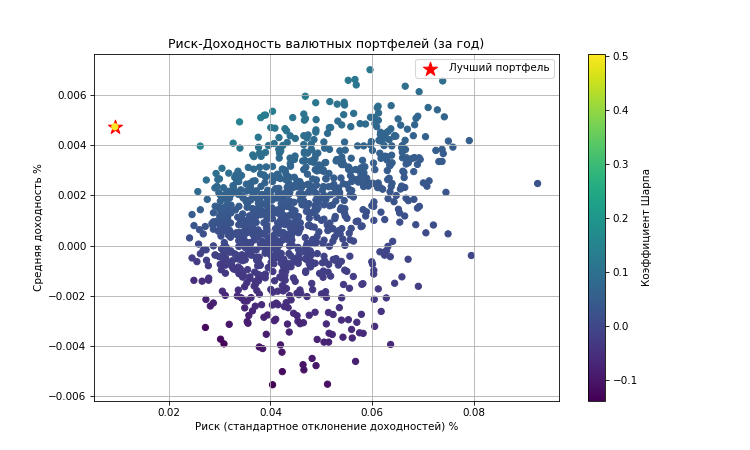 Риск-Доходность валютных портфелей (за год)
Лучший портфель
Средняя доходность %
0.006
0.004
0.002
0.000
−0.002
−0.004
−0.006
0.02 0.04 0.06 0.08
Риск (стандартное отклонение доходностей) %
0.5
0.4
0.3
0.2
0.1
0.0
−0.1
Коэффициент Шарпа